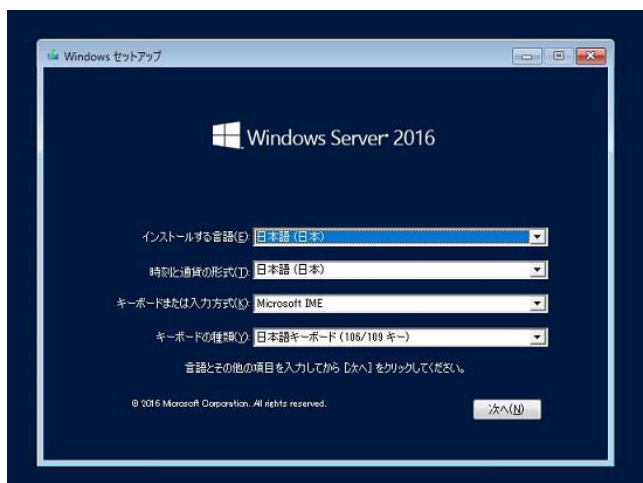 Windows セットアップ
Windows Server 2016
インストールする言語(E): 日本語 (日本)
時刻と通貨の形式(T): 日本語 (日本)
キーボードまたは入力方式(K): Microsoft IME
キーボードの種類(Y): 日本語キーボード (106/109 キー)
言語とその他の項目を入力してから [次へ] をクリックしてください。
© 2016 Microsoft Corporation. All rights reserved.
次へ(N)